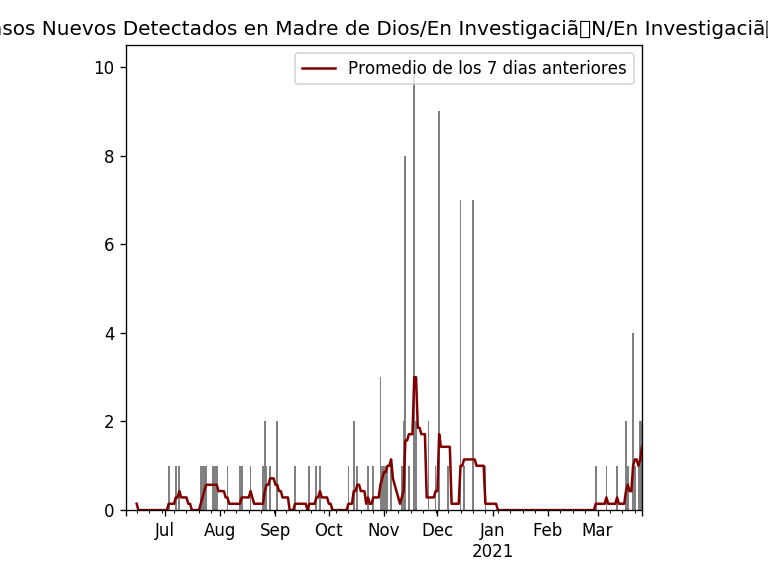 sos Nuevos Detectados en Madre de Dios/En Investigaciã▯N/En Investigaciã
Promedio de los 7 dias anteriores
10
8
6
4
2
0
Jul Aug Sep Oct Nov Dec Jan Feb Mar
2021